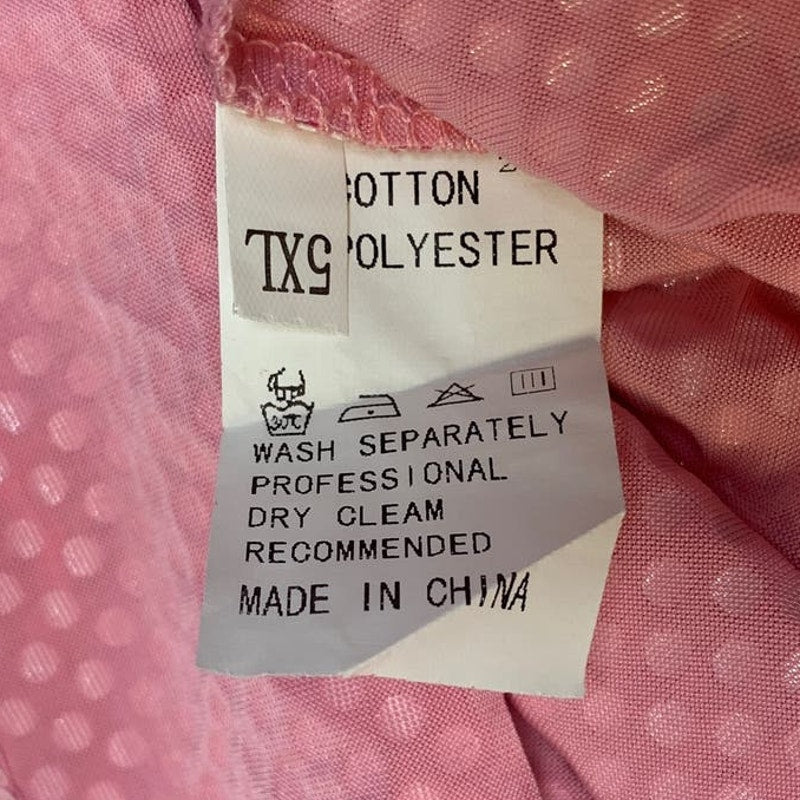 COTTON
POLYESTER
5XL
WASH SEPARATELY
PROFESSIONAL
DRY CLEAM
RECOMMENDED
MADE IN CHINA